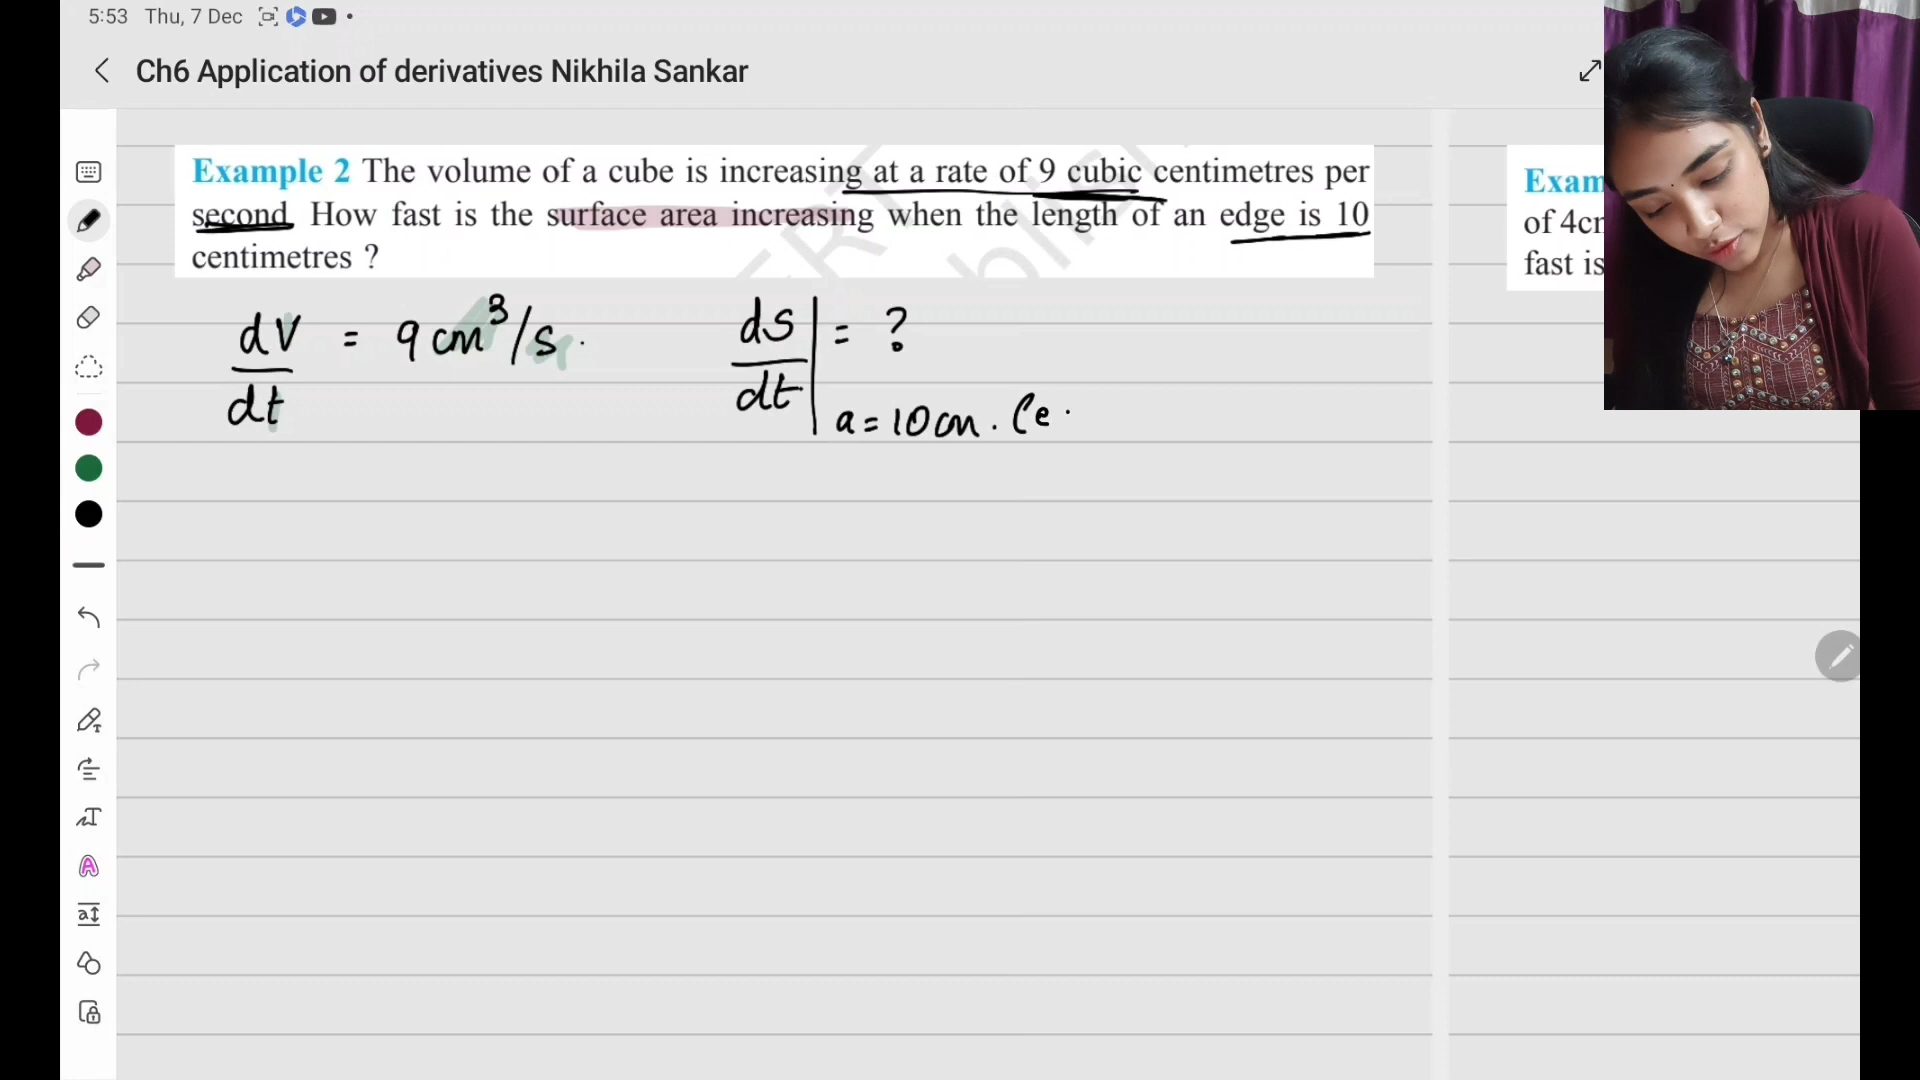 5:53 Thu, 7 Dec
Ch6 Application of derivatives Nikhila Sankar
Example 2 The volume of a cube is increasing at a rate of 9 cubic centimetres per
second. How fast is the surface area increasing when the length of an edge is 10
centimetres ?
dV/dt = 9 cm³/s.
ds/dt | a = 10 cm. = ?
(e.
Exam
of 4cm
fast is